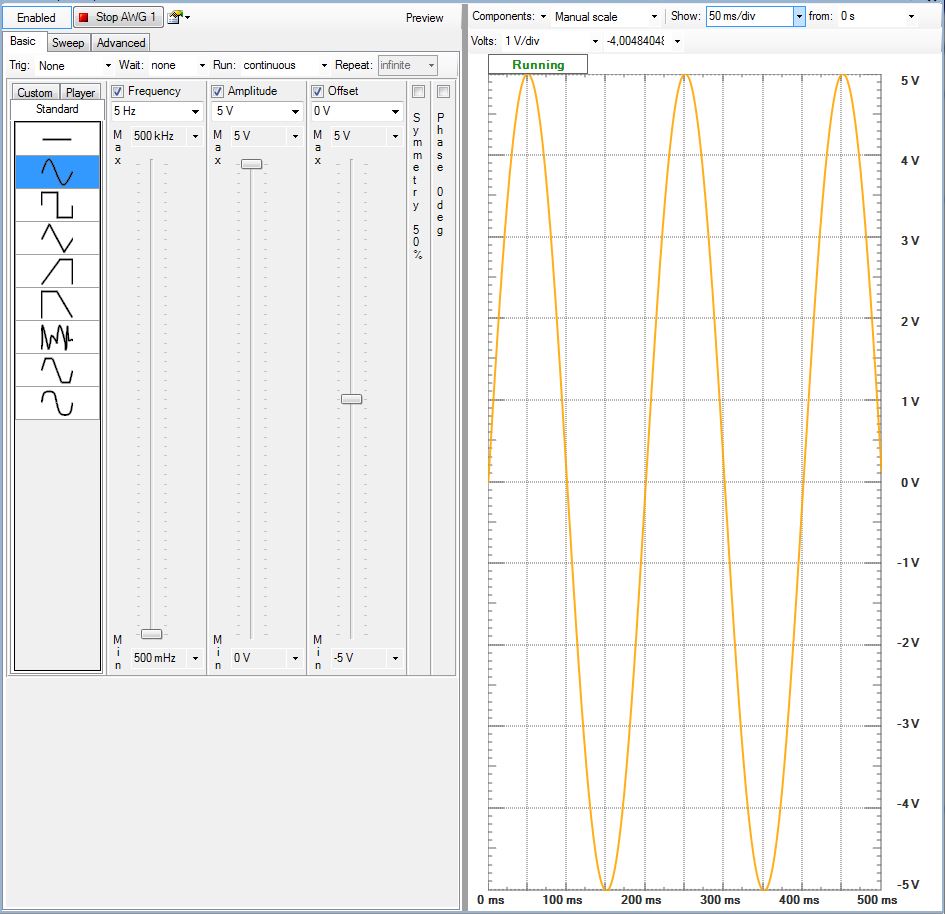 Enabled Stop AWG 1 Preview
Basic Sweep Advanced
Trig: None Wait: none Run: continuous Repeat: infinite
Custom Player
Standard
Frequency
5 Hz
Max 500 kHz
Min 500 mHz
Amplitude
5 V
Max 5 V
Min 0 V
Offset
0 V
Max 5 V
Min -5 V
Symmetry 50%
Phase 0deg
Components: Manual scale Show: 50 ms/div from: 0 s
Volts: 1 V/div -4,00484048
Running
5 V
4 V
3 V
2 V
1 V
0 V
-1 V
-2 V
-3 V
-4 V
-5 V
0 ms 100 ms 200 ms 300 ms 400 ms 500 ms